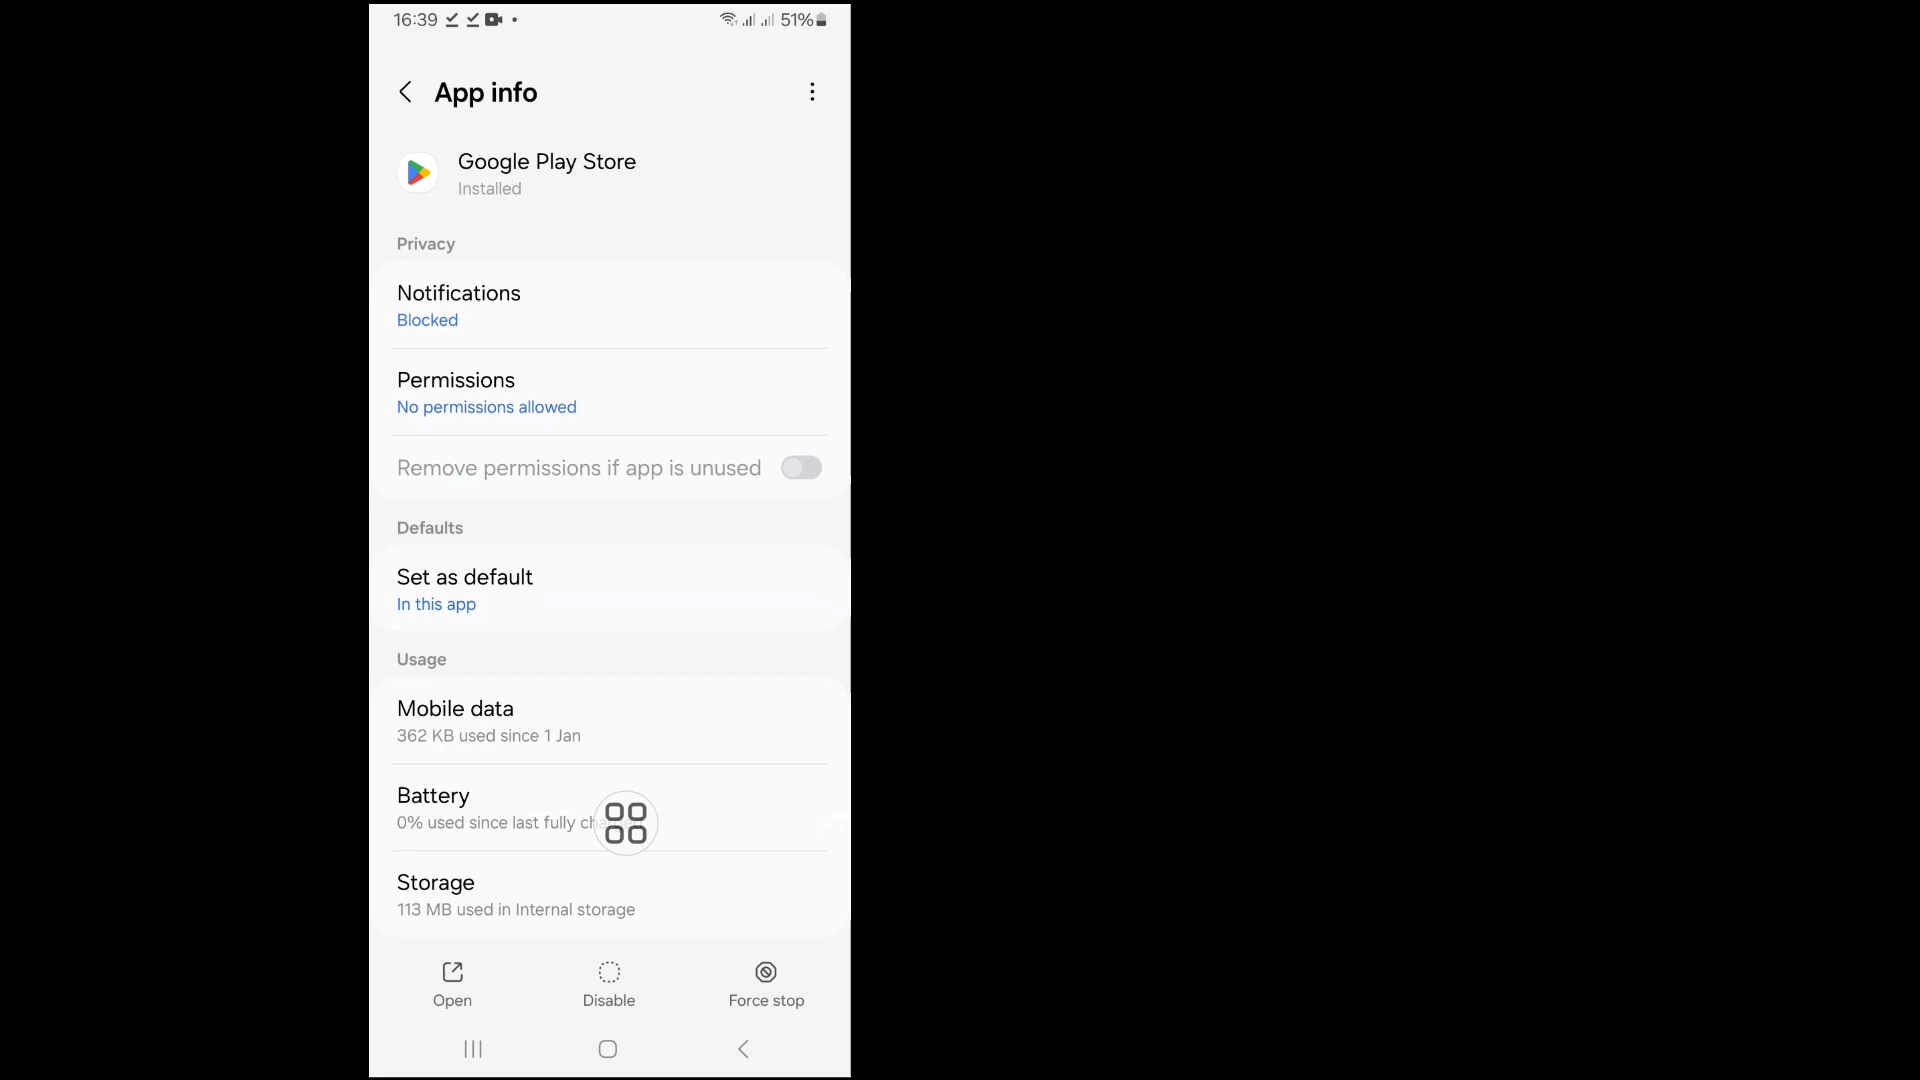 16:39 51%
App info
Google Play Store
Installed
Privacy
Notifications
Blocked
Permissions
No permissions allowed
Remove permissions if app is unused
Defaults
Set as default
In this app
Usage
Mobile data
362 KB used since 1 Jan
Battery
0% used since last fully
Storage
113 MB used in Internal storage
Open Disable Force stop